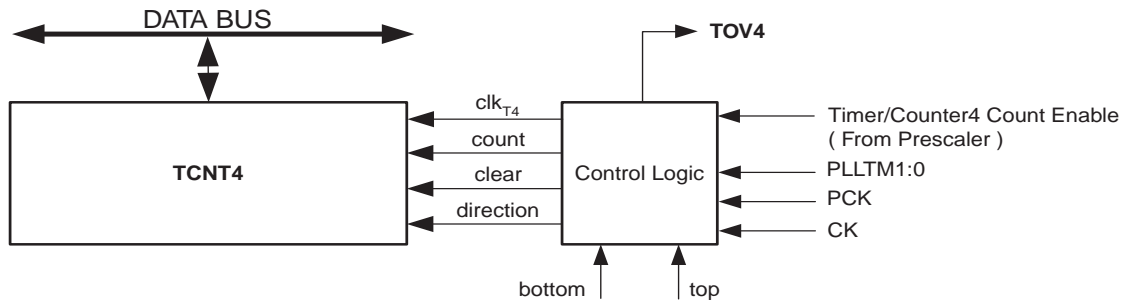 DATA BUS
TOV4
clkT4
Timer/Counter4 Count Enable
( From Prescaler )
count
TCNT4
Control Logic
PLLTM1:0
clear
PCK
direction
CK
bottom
top